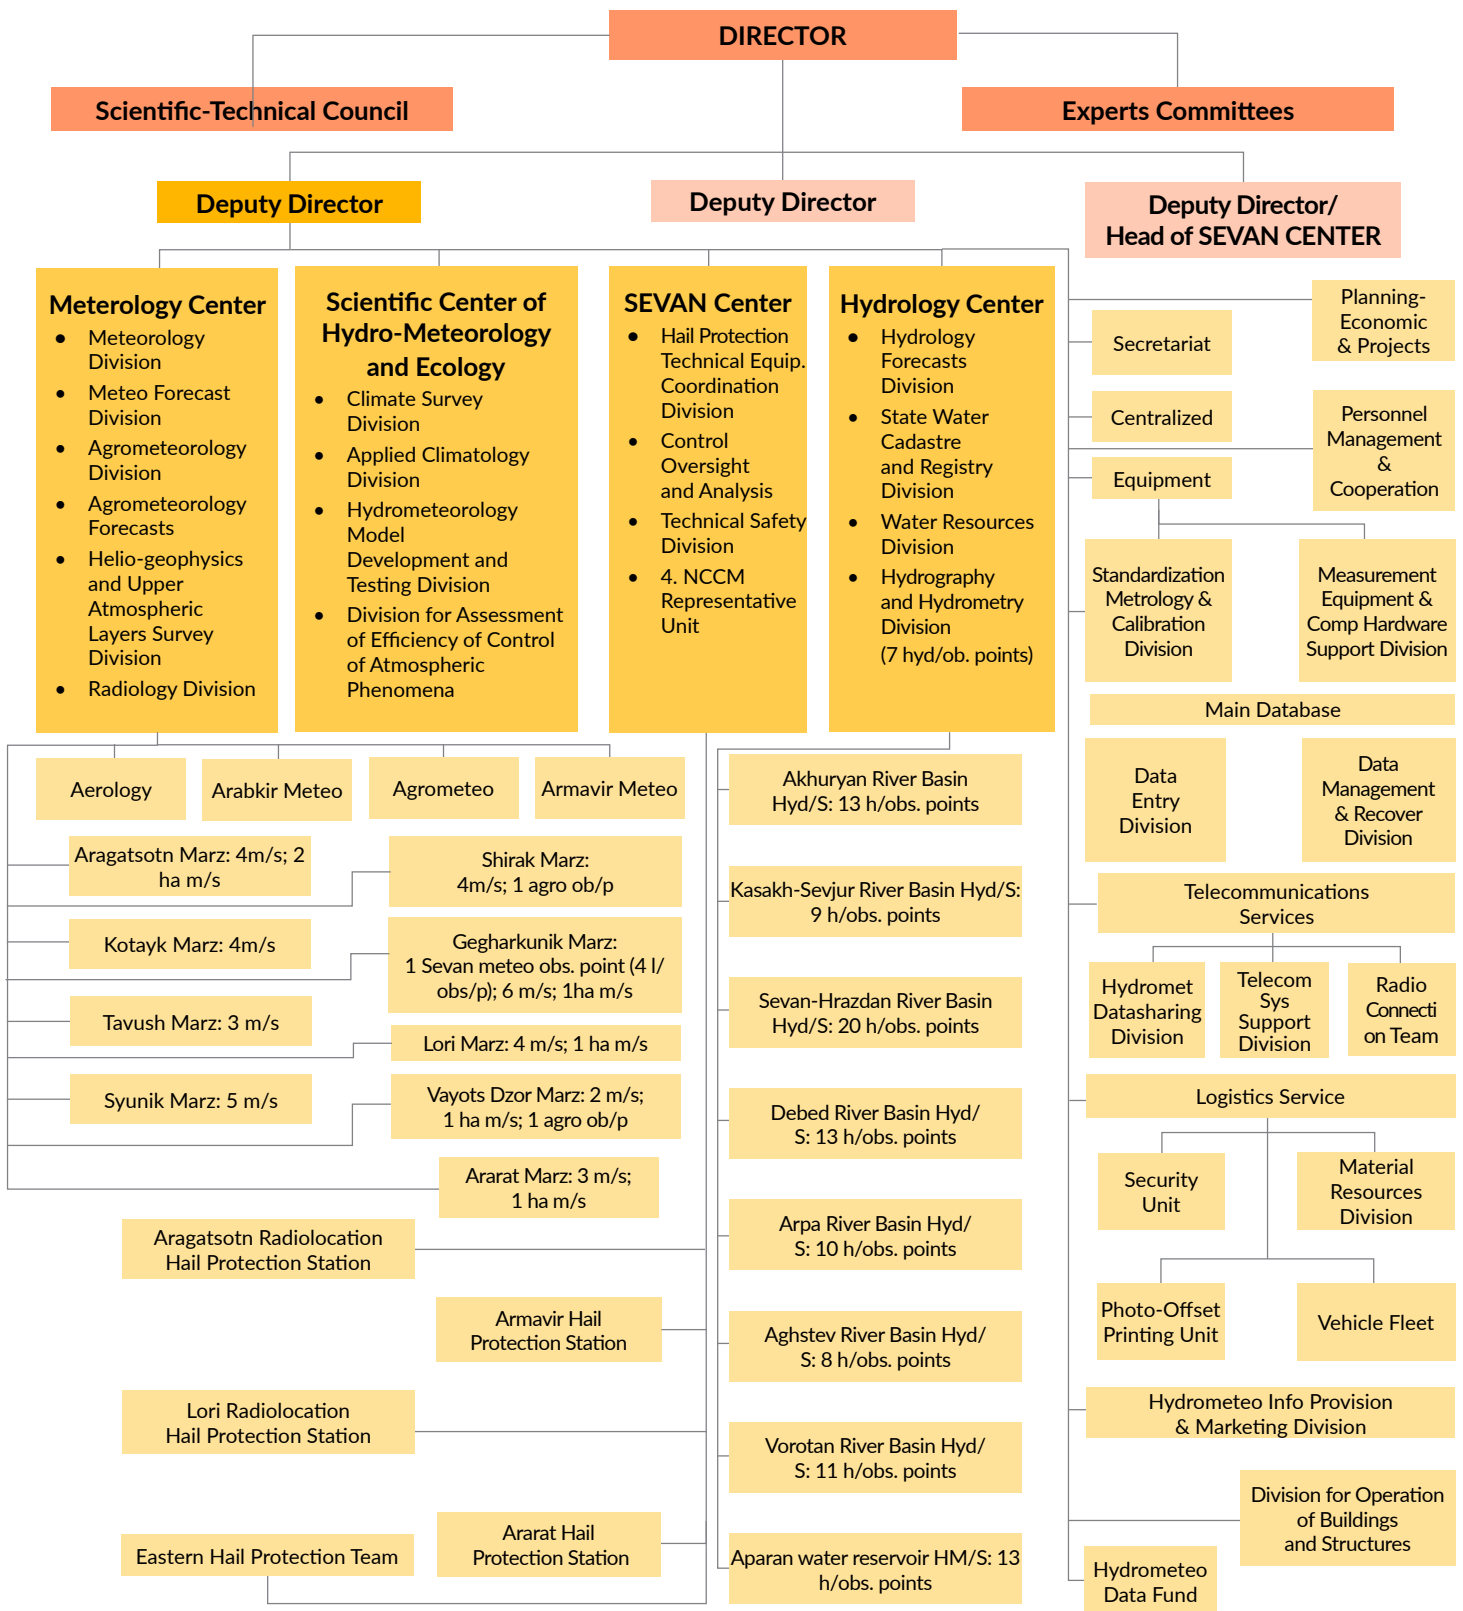 DIRECTOR
Scientific-Technical Council
Experts Committees
Deputy Director
Deputy Director
Deputy Director/
Head of SEVAN CENTER
Meterology Center
• Meteorology
Division
• Meteo Forecast
Division
• Agrometeorology
Division
• Agrometeorology
Forecasts
• Helio-geophysics
and Upper
Atmospheric
Layers Survey
Division
• Radiology Division
Scientific Center of
Hydro-Meteorology
and Ecology
• Climate Survey
Division
• Applied Climatology
Division
• Hydrometeorology
Model
Development and
Testing Division
• Division for Assessment
of Efficiency of Control
of Atmospheric
Phenomena
SEVAN Center
• Hail Protection
Technical Equip.
Coordination
Division
• Control
Oversight
and Analysis
• Technical Safety
Division
• 4. NCCM
Representative
Unit
Hydrology Center
• Hydrology
Forecasts
Division
• State Water
Cadastre
and Registry
Division
• Water Resources
Division
• Hydrography
and Hydrometry
Division
(7 hyd/ob. points)
Planning-
Economic
& Projects
Secretariat
Centralized
Personnel
Management
&
Cooperation
Equipment
Standardization
Metrology &
Calibration
Division
Measurement
Equipment &
Comp Hardware
Support Division
Main Database
Data
Entry
Division
Data
Management
& Recover
Division
Telecommunications
Services
Hydromet
Datasharing
Division
Telecom
Sys
Support
Division
Radio
Connecti
on Team
Logistics Service
Security
Unit
Material
Resources
Division
Photo-Offset
Printing Unit
Vehicle Fleet
Hydrometeo Info Provision
& Marketing Division
Division for Operation
of Buildings
and Structures
Hydrometeo
Data Fund
Aerology
Arabkir Meteo
Agrometeo
Armavir Meteo
Aragatsotn Marz: 4m/s; 2
ha m/s
Shirak Marz:
4m/s; 1 agro ob/p
Kotayk Marz: 4m/s
Gegharkunik Marz:
1 Sevan meteo obs. point (4 l/
obs/p); 6 m/s; 1ha m/s
Tavush Marz: 3 m/s
Lori Marz: 4 m/s; 1 ha m/s
Syunik Marz: 5 m/s
Vayots Dzor Marz: 2 m/s;
1 ha m/s; 1 agro ob/p
Ararat Marz: 3 m/s;
1 ha m/s
Aragatsotn Radiolocation
Hail Protection Station
Armavir Hail
Protection Station
Lori Radiolocation
Hail Protection Station
Ararat Hail
Protection Station
Eastern Hail Protection Team
Akhuryan River Basin
Hyd/S: 13 h/obs. points
Kasakh-Sevjur River Basin Hyd/S:
9 h/obs. points
Sevan-Hrazdan River Basin
Hyd/S: 20 h/obs. points
Debed River Basin Hyd/
S: 13 h/obs. points
Arpa River Basin Hyd/
S: 10 h/obs. points
Aghstev River Basin Hyd/
S: 8 h/obs. points
Vorotan River Basin Hyd/
S: 11 h/obs. points
Aparan water reservoir HM/S: 13
h/obs. points